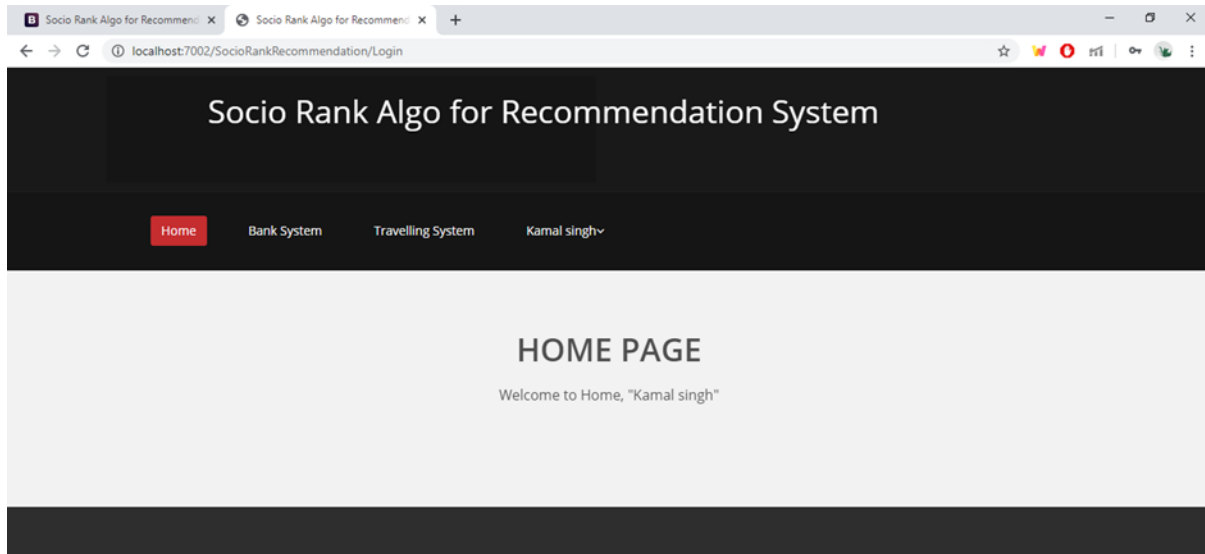 Socio Rank Algo for Recommend
Socio Rank Algo for Recommend
localhost:7002/SocioRankRecommendation/Login
Socio Rank Algo for Recommendation System
Home Bank System Travelling System Kamal singh
HOME PAGE
Welcome to Home, "Kamal singh"